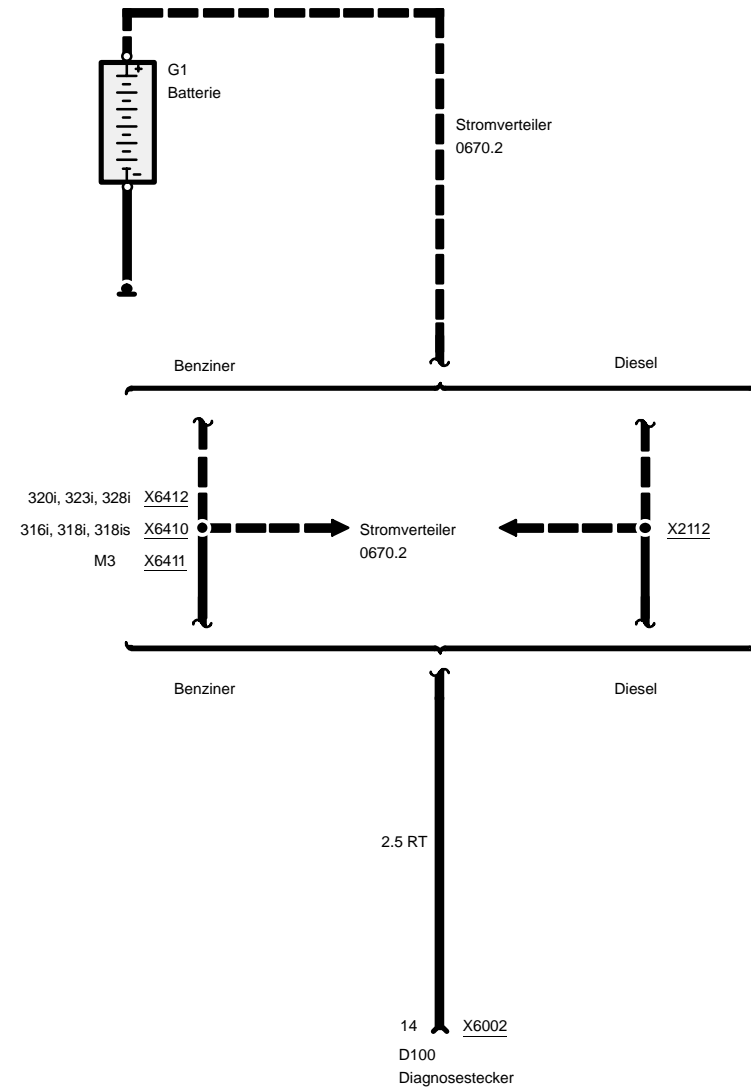 G1
Batterie
Stromverteiler
0670.2
Benziner
Diesel
320i, 323i, 328i X6412
316i, 318i, 318is X6410
M3 X6411
Stromverteiler
0670.2
X2112
Benziner
Diesel
2.5 RT
14 X6002
D100
Diagnosestecker